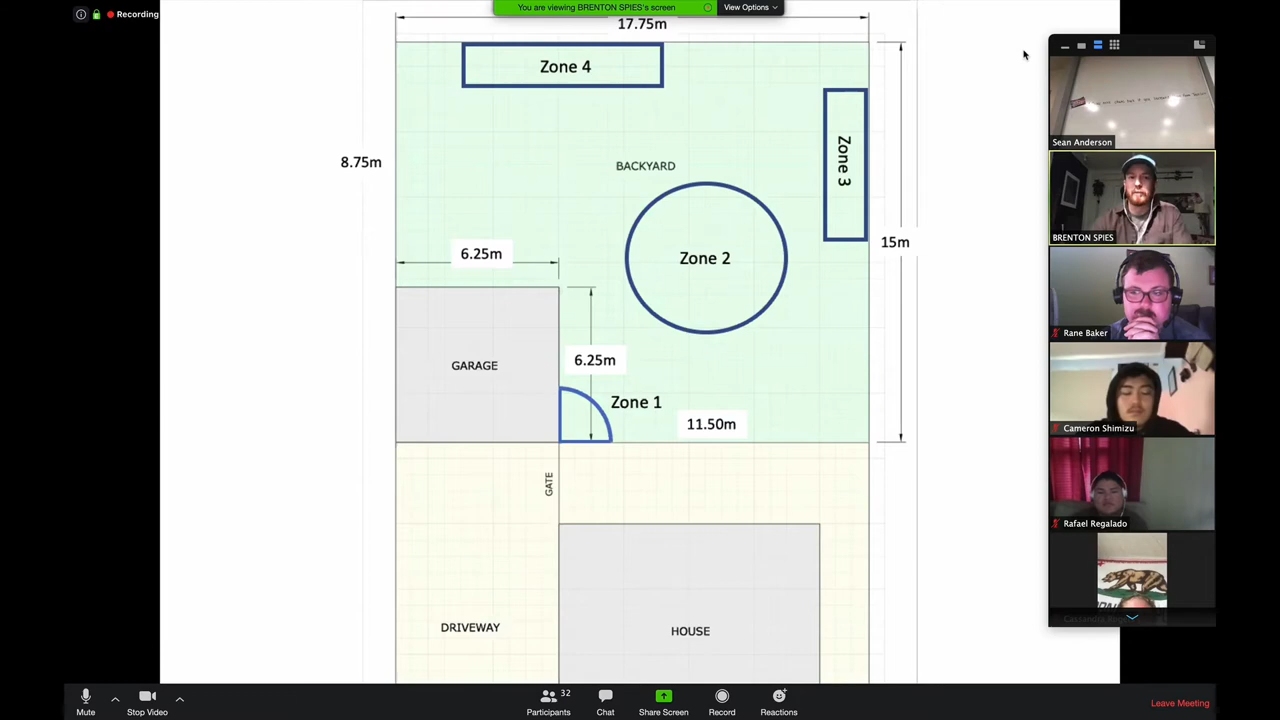 Recording
You are viewing BRENTON SPIES's screen
View Options
17.75m
Zone 4
Zone 3
8.75m
BACKYARD
15m
6.25m
Zone 2
GARAGE
6.25m
Zone 1
11.50m
GATE
DRIVEWAY
HOUSE
Sean Anderson
BRENTON SPIES
Rane Baker
Cameron Shimizu
Rafael Regalado
Mute
Stop Video
Participants
32
Chat
Share Screen
Record
Reactions
Leave Meeting